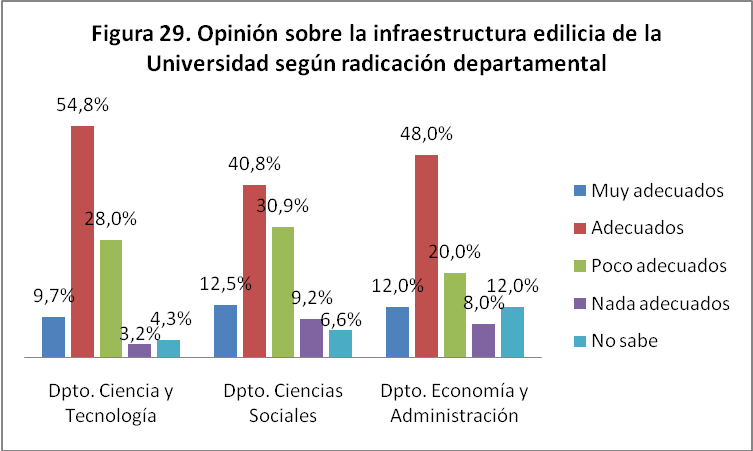 Figura 29. Opinión sobre la infraestructura edilicia de la
Universidad según radicación departamental
54,8%
28,0%
9,7%
3,2%
4,3%
40,8%
30,9%
12,5%
9,2%
6,6%
48,0%
20,0%
12,0%
8,0%
12,0%
Muy adecuados
Adecuados
Poco adecuados
Nada adecuados
No sabe
Dpto. Ciencia y
Tecnología
Dpto. Ciencias
Sociales
Dpto. Economía y
Administración